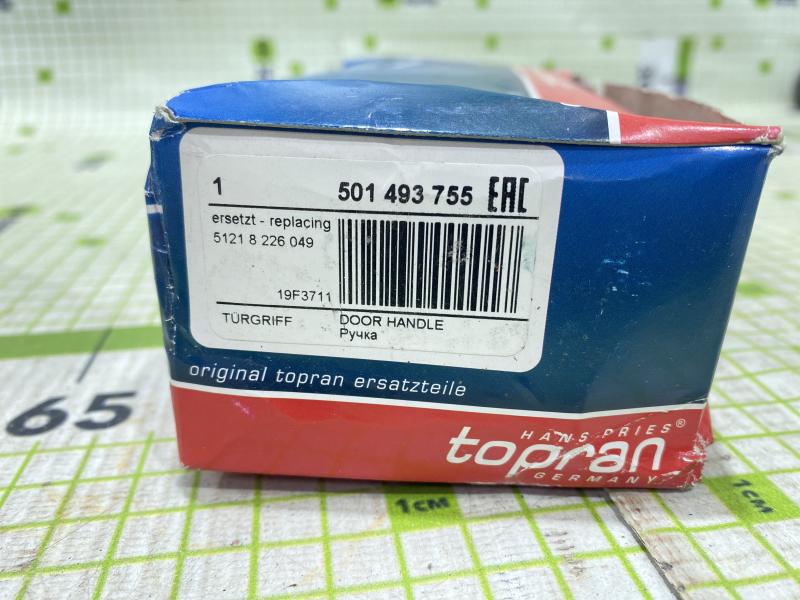 1 501 493 755 EAC
ersetzt - replacing
5121 8 226 049
19F3711
TÜRGRIFF DOOR HANDLE
Ручка
original topran ersatzteile
HANS PRIES®
topran
GERMANY
65
1см
1см